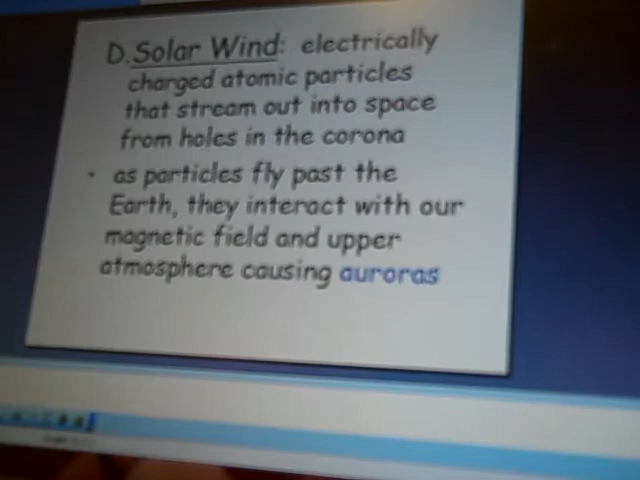 D. Solar Wind: electrically
charged atomic particles
that stream out into space
from holes in the corona
• as particles fly past the
Earth, they interact with our
magnetic field and upper
atmosphere causing auroras